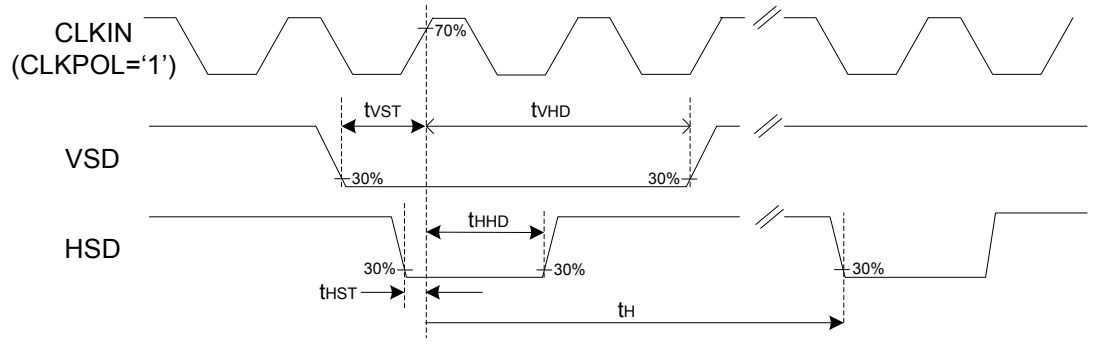 CLKIN
(CLKPOL=‘1’)
70%
tVST
tVHD
VSD
30%
30%
tHHD
HSD
30%
30%
30%
tHST
tH